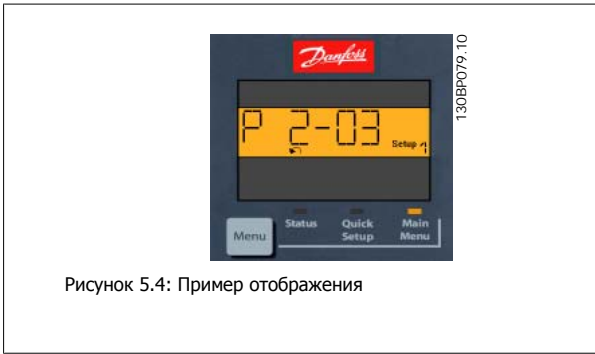 Danfoss
130BP079.10
P 2-03
Setup 1
Status
Quick Setup
Main Menu
Menu
Рисунок 5.4: Пример отображения